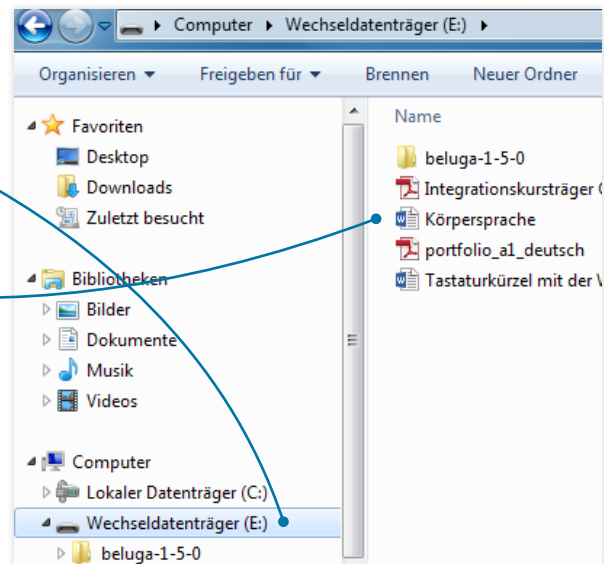 Computer Wechseldatenträger (E:)
Organisieren Freigeben für Brennen Neuer Ordner
Favoriten
Desktop
Downloads
Zuletzt besucht
Bibliotheken
Bilder
Dokumente
Musik
Videos
Computer
Lokaler Datenträger (C:)
Wechseldatenträger (E:)
beluga-1-5-0
Name
beluga-1-5-0
Integrationskursträger
Körpersprache
portfolio_a1_deutsch
Tastaturkürzel mit der